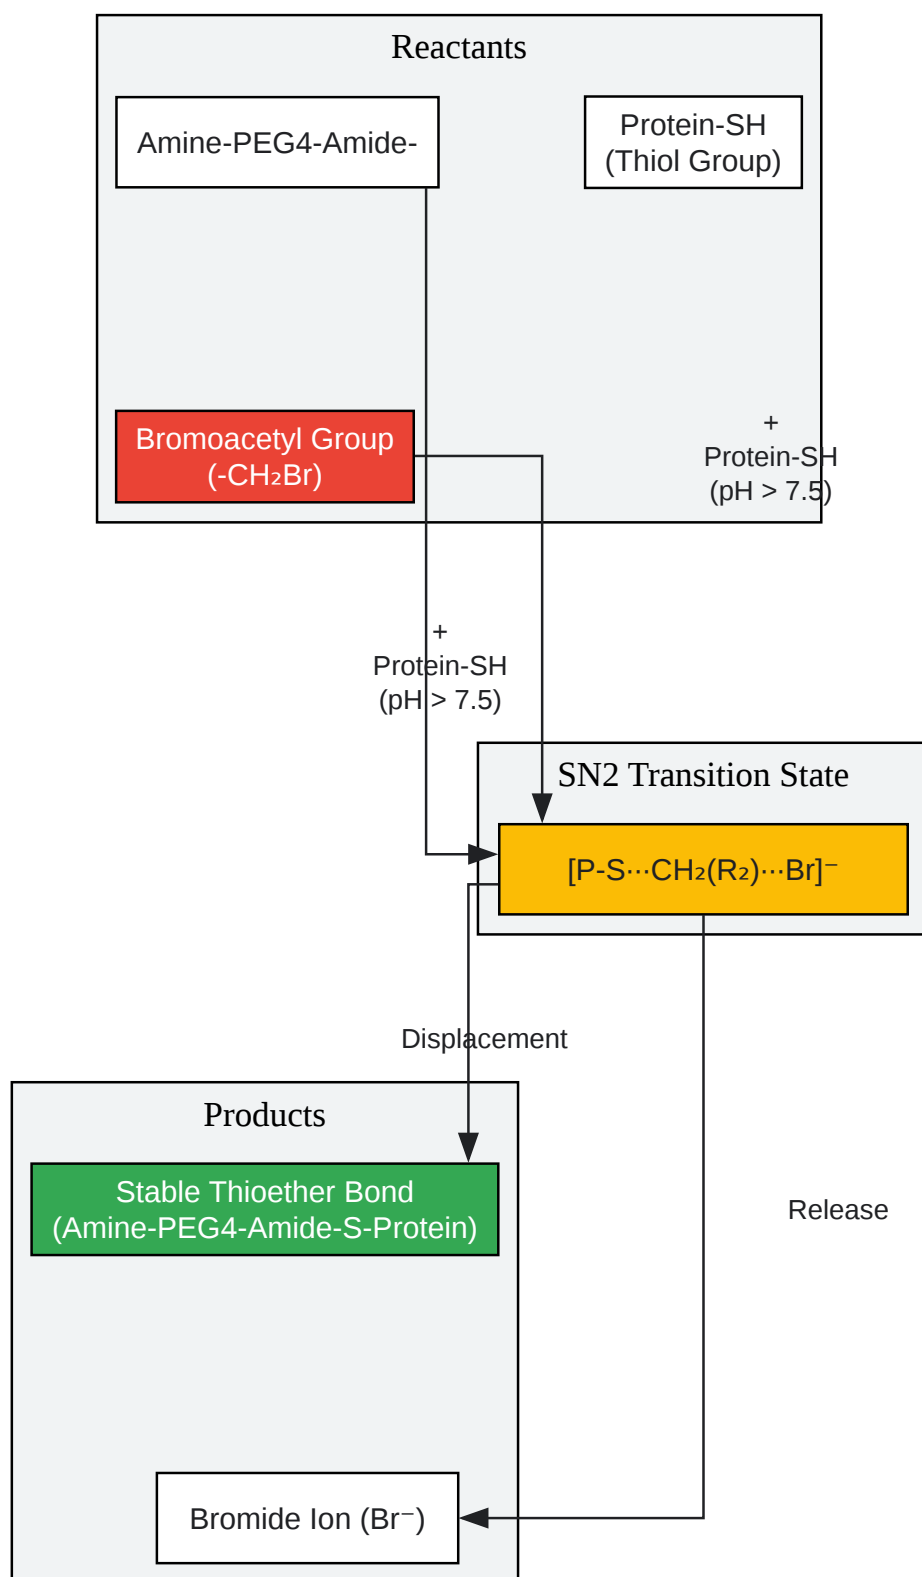 Reactants
Amine-PEG4-Amide-
Protein-SH
(Thiol Group)
Bromoacetyl Group
(-CH₂Br)
+
Protein-SH
(pH > 7.5)
+
Protein-SH
(pH > 7.5)
SN2 Transition State
[P-S···CH₂(R₂)···Br]⁻
Displacement
Products
Stable Thioether Bond
(Amine-PEG4-Amide-S-Protein)
Release
Bromide Ion (Br⁻)